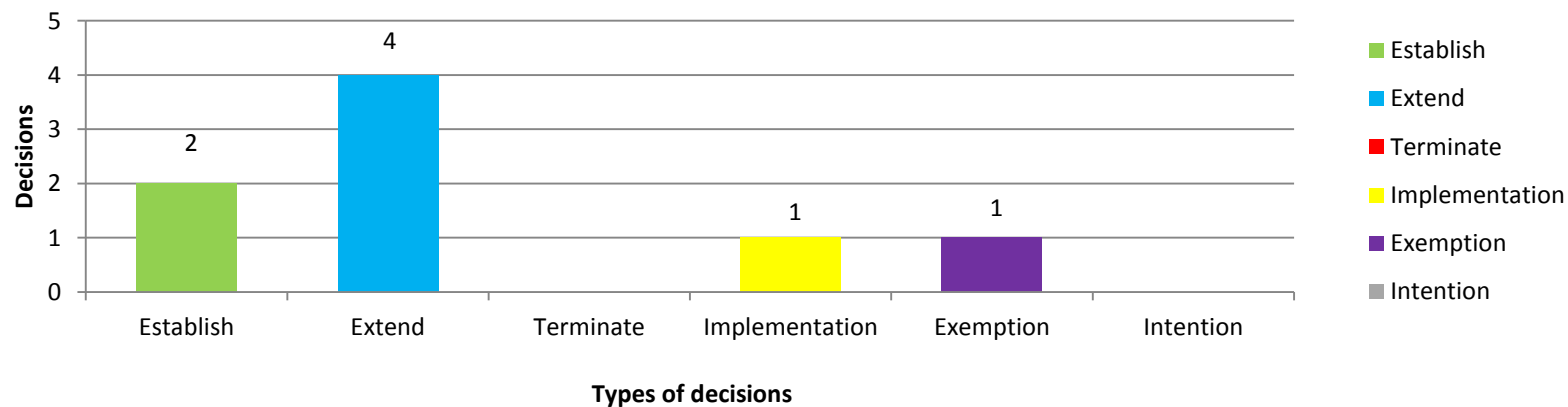 5
4
3
2
1
0
Decisions
2
4
1
1
Establish
Extend
Terminate
Implementation
Exemption
Intention
Types of decisions
Establish
Extend
Terminate
Implementation
Exemption
Intention